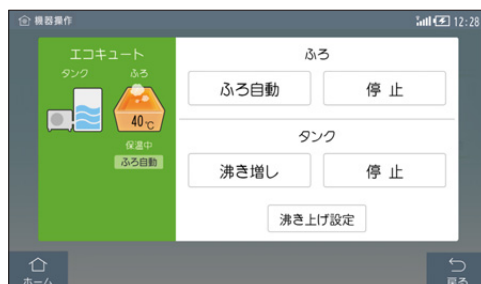 機器操作
12:28
エコキュート
タンク ふろ
40℃
保温中
ふろ自動
ふろ
ふろ自動 停止
タンク
沸き増し 停止
沸き上げ設定
ホーム
戻る